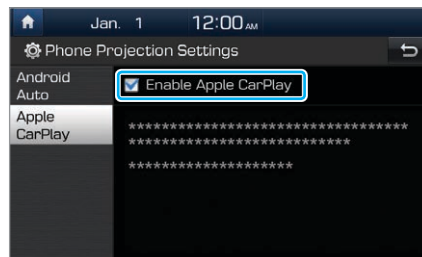 Jan. 1 12:00 AM
Phone Projection Settings
Android
Auto
Enable Apple CarPlay
Apple
CarPlay
**********************************
***************************
********************